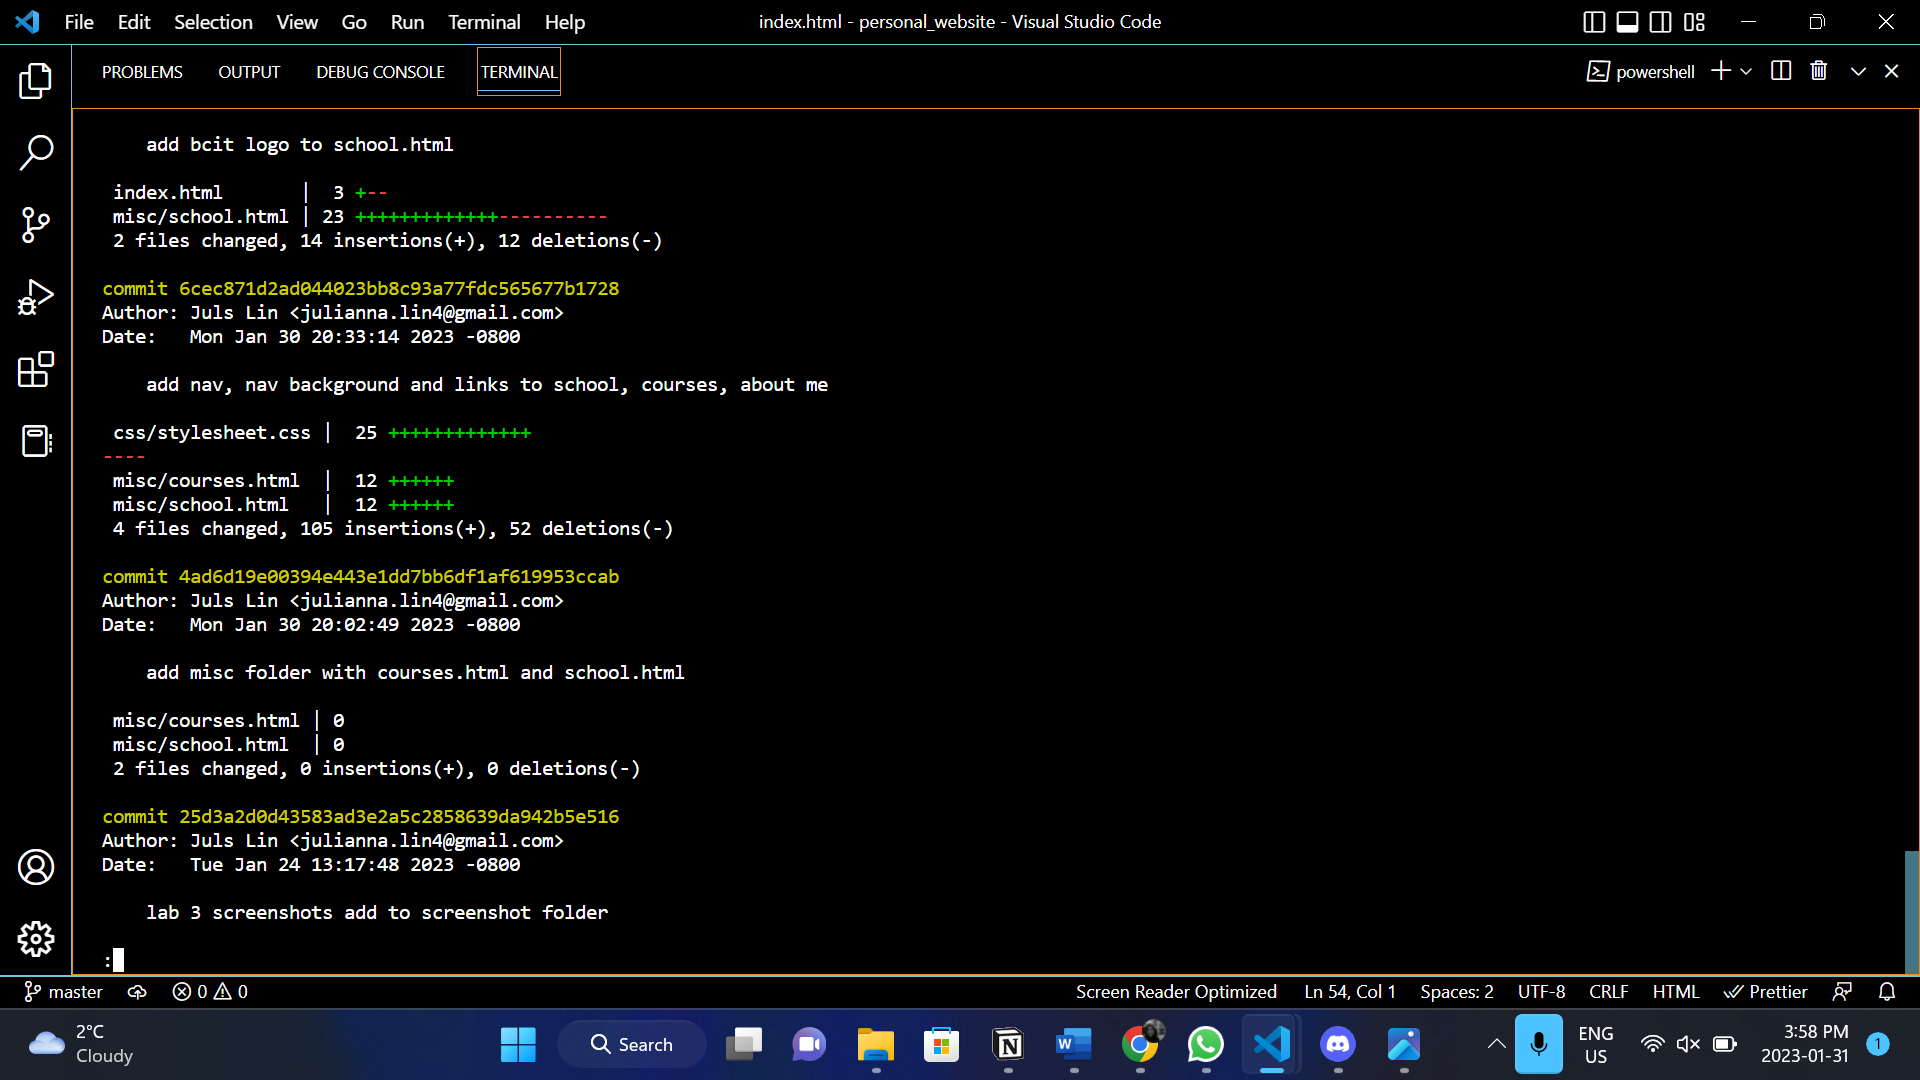 File Edit Selection View Go Run Terminal Help
index.html - personal_website - Visual Studio Code
PROBLEMS OUTPUT DEBUG CONSOLE TERMINAL
powershell
add bcit logo to school.html
index.html | 3 +--
misc/school.html | 23 +++++++++++++----------
2 files changed, 14 insertions(+), 12 deletions(-)
commit 6cec871d2ad044023bb8c93a77fdc565677b1728
Author: Juls Lin <julianna.lin4@gmail.com>
Date: Mon Jan 30 20:33:14 2023 -0800
add nav, nav background and links to school, courses, about me
css/stylesheet.css | 25 +++++++++++++
----
misc/courses.html | 12 ++++++
misc/school.html | 12 ++++++
4 files changed, 105 insertions(+), 52 deletions(-)
commit 4ad6d19e00394e443e1dd7bb6df1af619953ccab
Author: Juls Lin <julianna.lin4@gmail.com>
Date: Mon Jan 30 20:02:49 2023 -0800
add misc folder with courses.html and school.html
misc/courses.html | 0
misc/school.html | 0
2 files changed, 0 insertions(+), 0 deletions(-)
commit 25d3a2d0d43583ad3e2a5c2858639da942b5e516
Author: Juls Lin <julianna.lin4@gmail.com>
Date: Tue Jan 24 13:17:48 2023 -0800
lab 3 screenshots add to screenshot folder
:
master 0 0
Screen Reader Optimized Ln 54, Col 1 Spaces: 2 UTF-8 CRLF HTML Prettier
2°C
Cloudy
Search
W
ENG
US
3:58 PM
2023-01-31
1